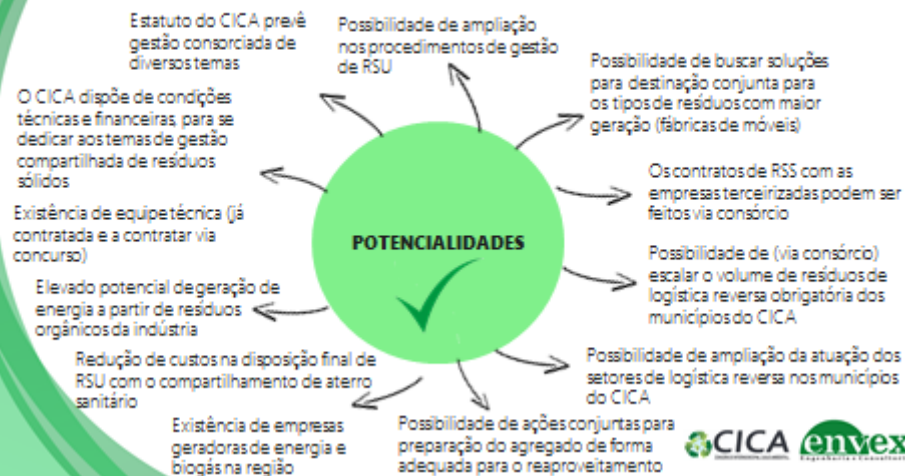 Estatuto do CICA prevê
gestão consorciada de
diversos temas
Possibilidade de ampliação
nos procedimentos de gestão
de RSU
Possibilidade de buscar soluções
para destinação conjunta para
os tipos de resíduos com maior
geração (fábricas de móveis)
O CICA dispõe de condições
técnicas e financeiras, para se
dedicar aos temas de gestão
compartilhada de resíduos
sólidos
Os contratos de RSS com as
empresas terceirizadas podem ser
feitos via consórcio
Existência de equipe técnica (já
contratada e a contratar via
concurso)
POTENCIALIDADES
Possibilidade de (via consórcio)
escalar o volume de resíduos de
logística reversa obrigatória dos
municípios do CICA
Elevado potencial de geração de
energia a partir de resíduos
orgânicos da indústria
Possibilidade de ampliação da atuação dos
setores de logística reversa nos municípios
do CICA
Redução de custos na disposição final de
RSU com o compartilhamento de aterro
sanitário
Existência de empresas
geradoras de energia e
biogás na região
Possibilidade de ações conjuntas para
preparação do agregado de forma
adequada para o reaproveitamento
CICA
envex